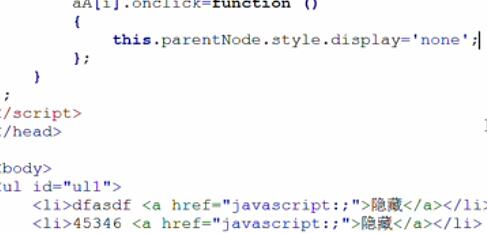 aA[i].onclick=function ()
{
this.parentNode.style.display='none';
};
}
;
/script>
/head>
body>
ul id="ul1">
<li>dfasdf <a href="javascript:;">隐藏</a></li>
<li>45346 <a href="javascript:;">隐藏</a></li>